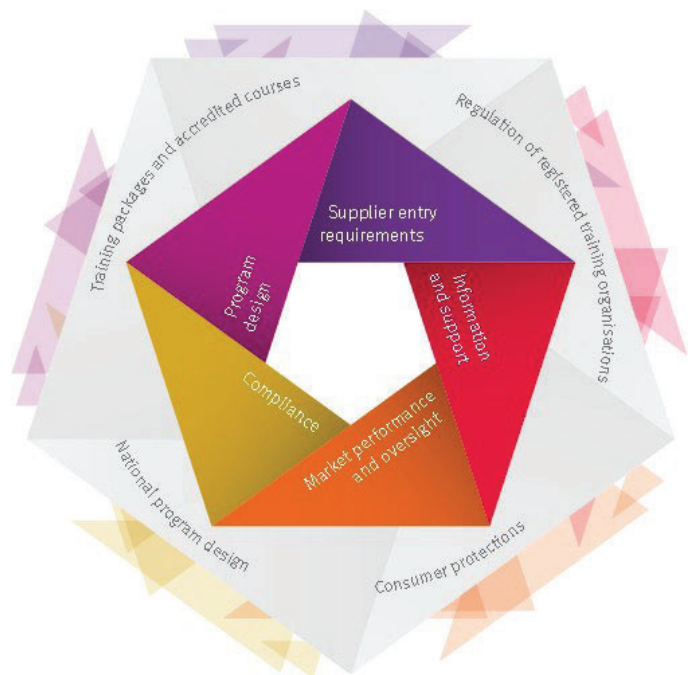 Training packages and accredited courses
Regulation of registered training organisations
Supplier entry
requirements
Program
design
Information
and support
Compliance
Market performance
and oversight
National program design
Consumer protections